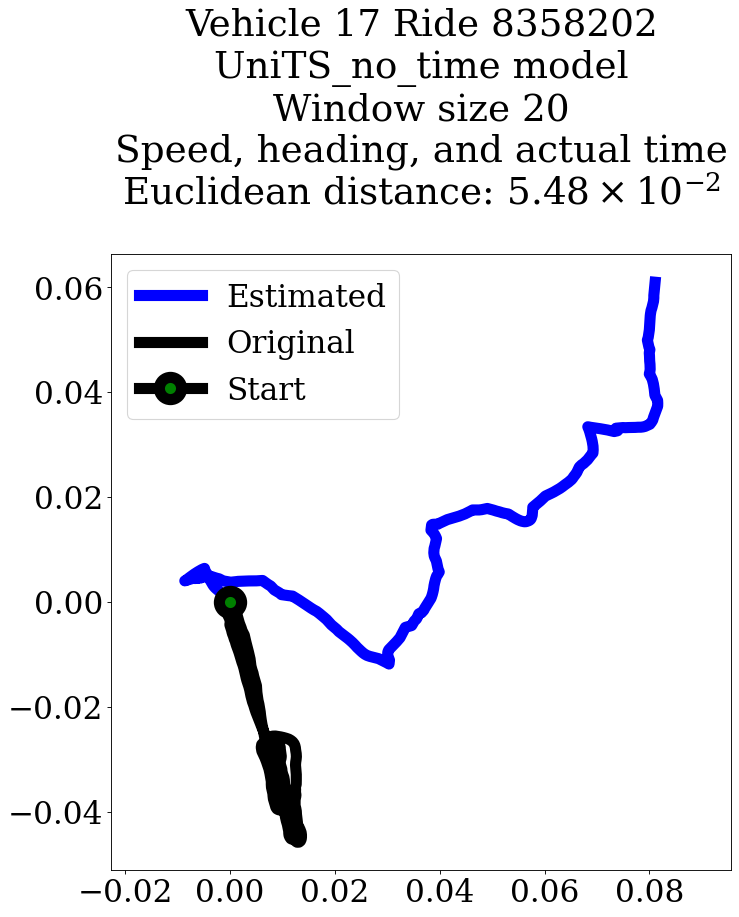 Vehicle 17 Ride 8358202
UniTS_no_time model
Window size 20
Speed, heading, and actual time
Euclidean distance: 5.48 × 10⁻²
Estimated
Original
Start
0.06
0.04
0.02
0.00
−0.02
−0.04
−0.02 0.00 0.02 0.04 0.06 0.08